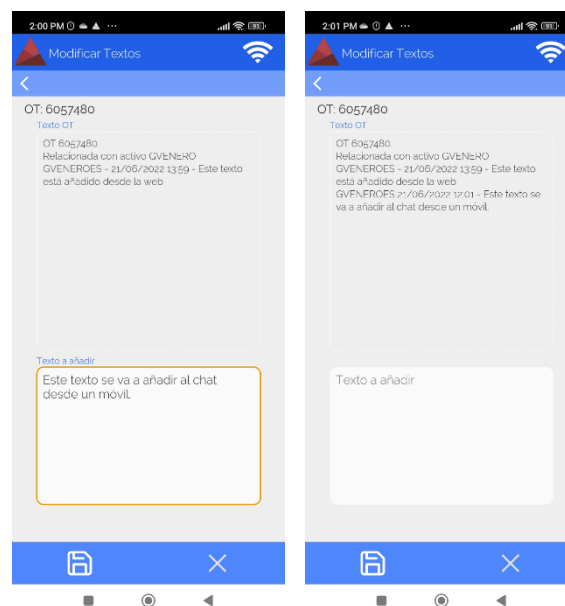 2:00 PM
Modificar Textos
OT: 6057480
Texto OT
OT 6057480
Relacionada con activo GVENERO
GVENEROES - 21/06/2022 13:59 - Este texto
está añadido desde la web
Texto a añadir
Este texto se va a añadir al chat
desde un móvil.
2:01 PM
Modificar Textos
OT: 6057480
Texto OT
OT 6057480
Relacionada con activo GVENERO
GVENEROES - 21/06/2022 13:59 - Este texto
está añadido desde la web
GVENEROES 21/06/2022 12:01 - Este texto se
va a añadir al chat desde un móvil.
Texto a añadir